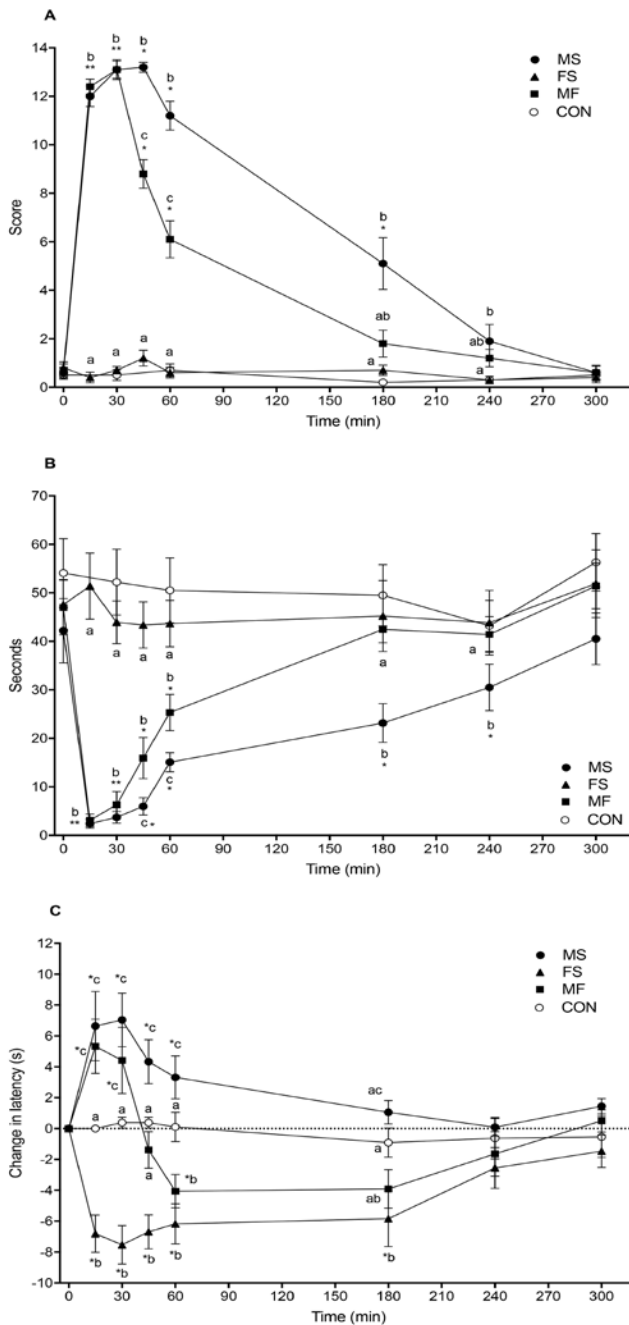 A
b b b MS
14 ** ** * FS
b MF
12 * CON
10
c
*
8 c
Score
* b
6 *
4
b
ab
2 ab
a a a a a a
0
0 30 60 90 120 150 180 210 240 270 300
Time (min)
B
70
60
50
40 a a a a a a
Seconds
30 b
*
b
20 * b b
b * *
** c MS
10 * FS
b MF
** c * CON
0
0 30 60 90 120 150 180 210 240 270 300
Time (min)
C
12
MS
10 *c *c FS
MF
8 CON
*c *c
6
*c
4
*c
2 a a a a ac
Change in latency (s)
0
-2 a
a
-4 *b ab
-6
-8 *b *b *b *b *b
-10
0 30 60 90 120 150 180 210 240 270 300
Time (min)